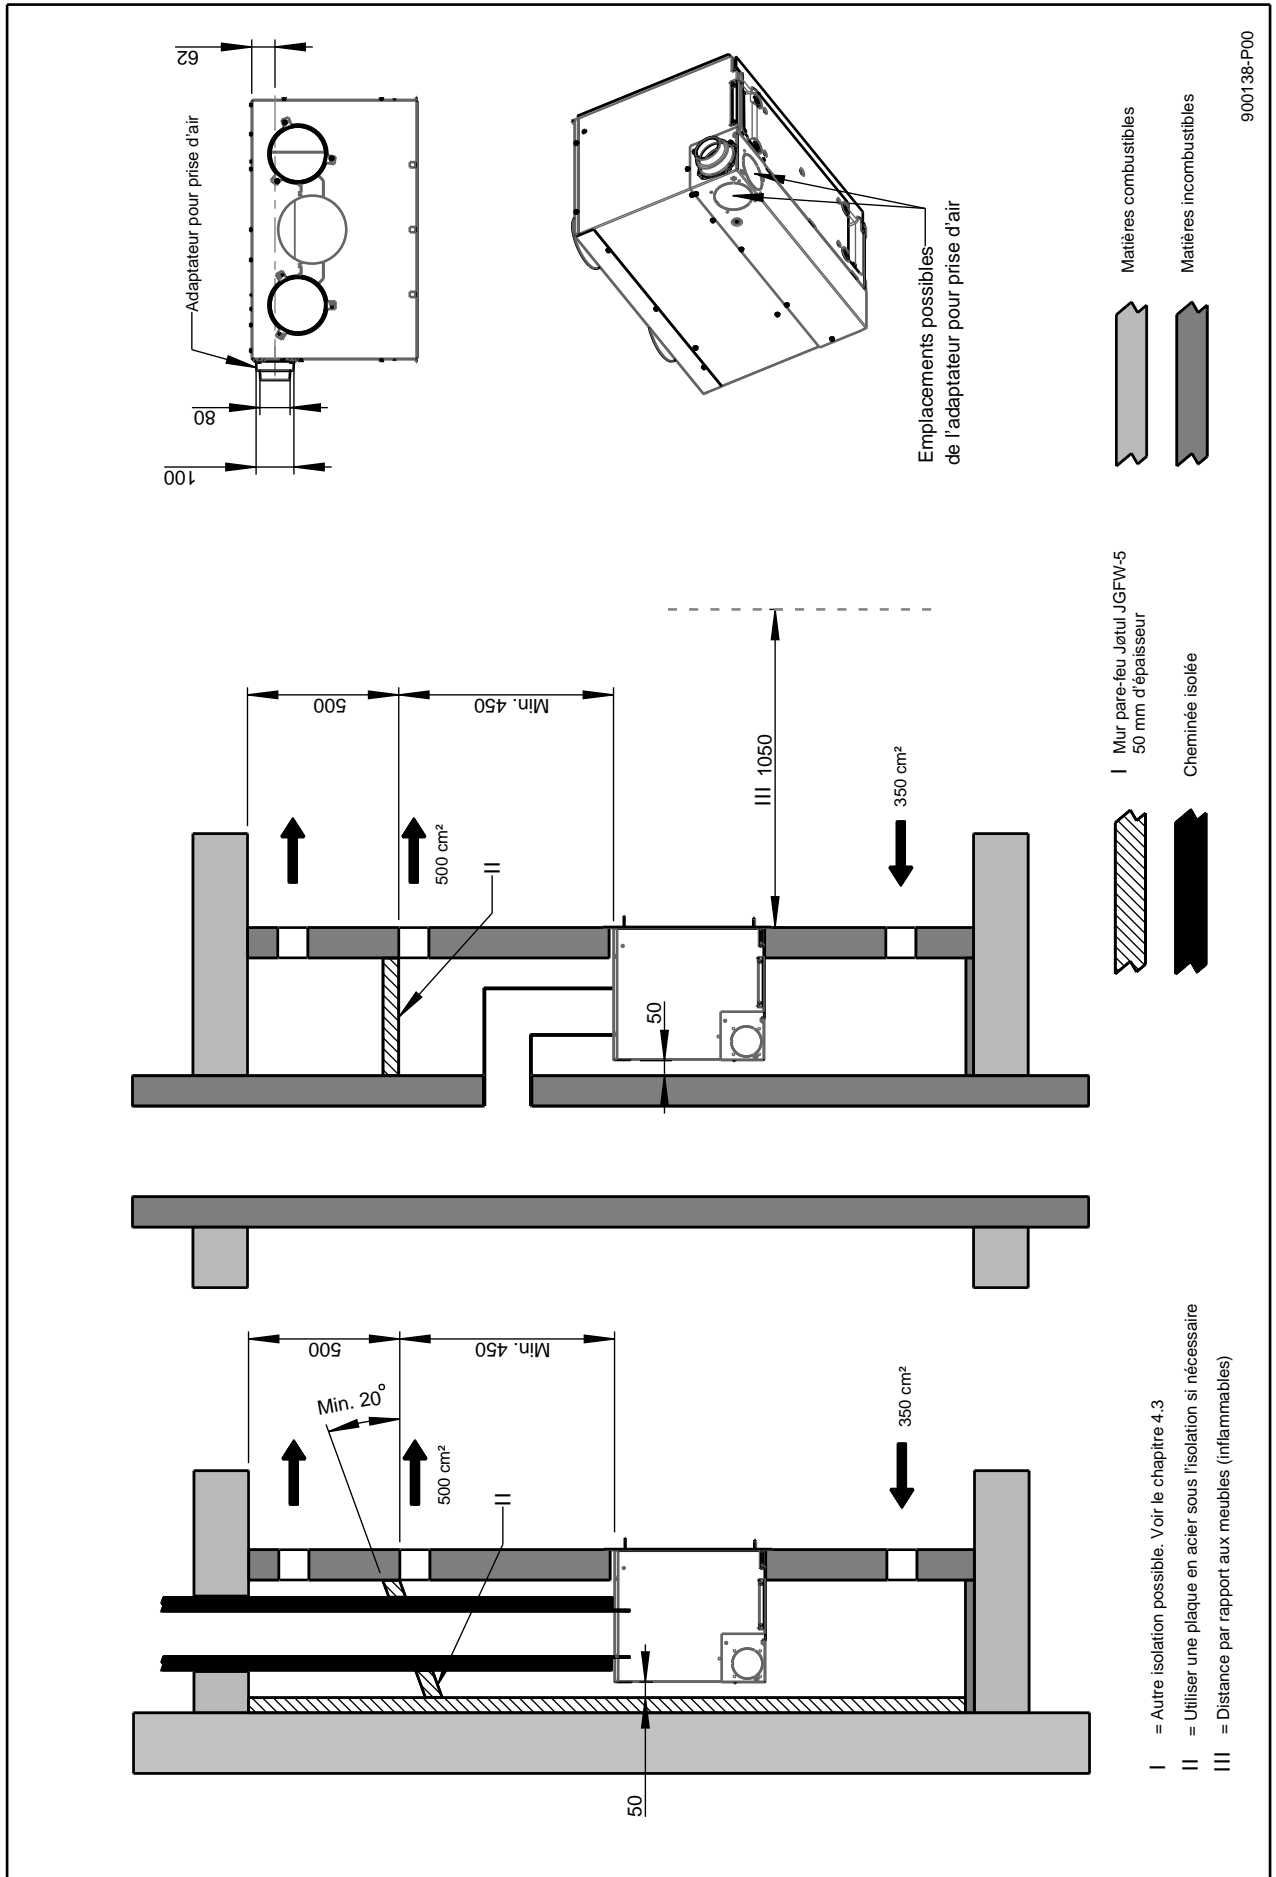 Min. 20°
500
Min. 450
500 cm²
II
350 cm²
50
I = Autre isolation possible. Voir le chapitre 4.3
II = Utiliser une plaque en acier sous l'isolation si nécessaire
III = Distance par rapport aux meubles (inflammables)
500
Min. 450
500 cm²
II
50
III 1050
350 cm²
I Mur pare-feu Jøtul JGFW-5
50 mm d'épaisseur
Cheminée isolée
62
Adaptateur pour prise d'air
80
100
Emplacements possibles
de l'adaptateur pour prise d'air
Matières combustibles
Matières incombustibles
900138-P00